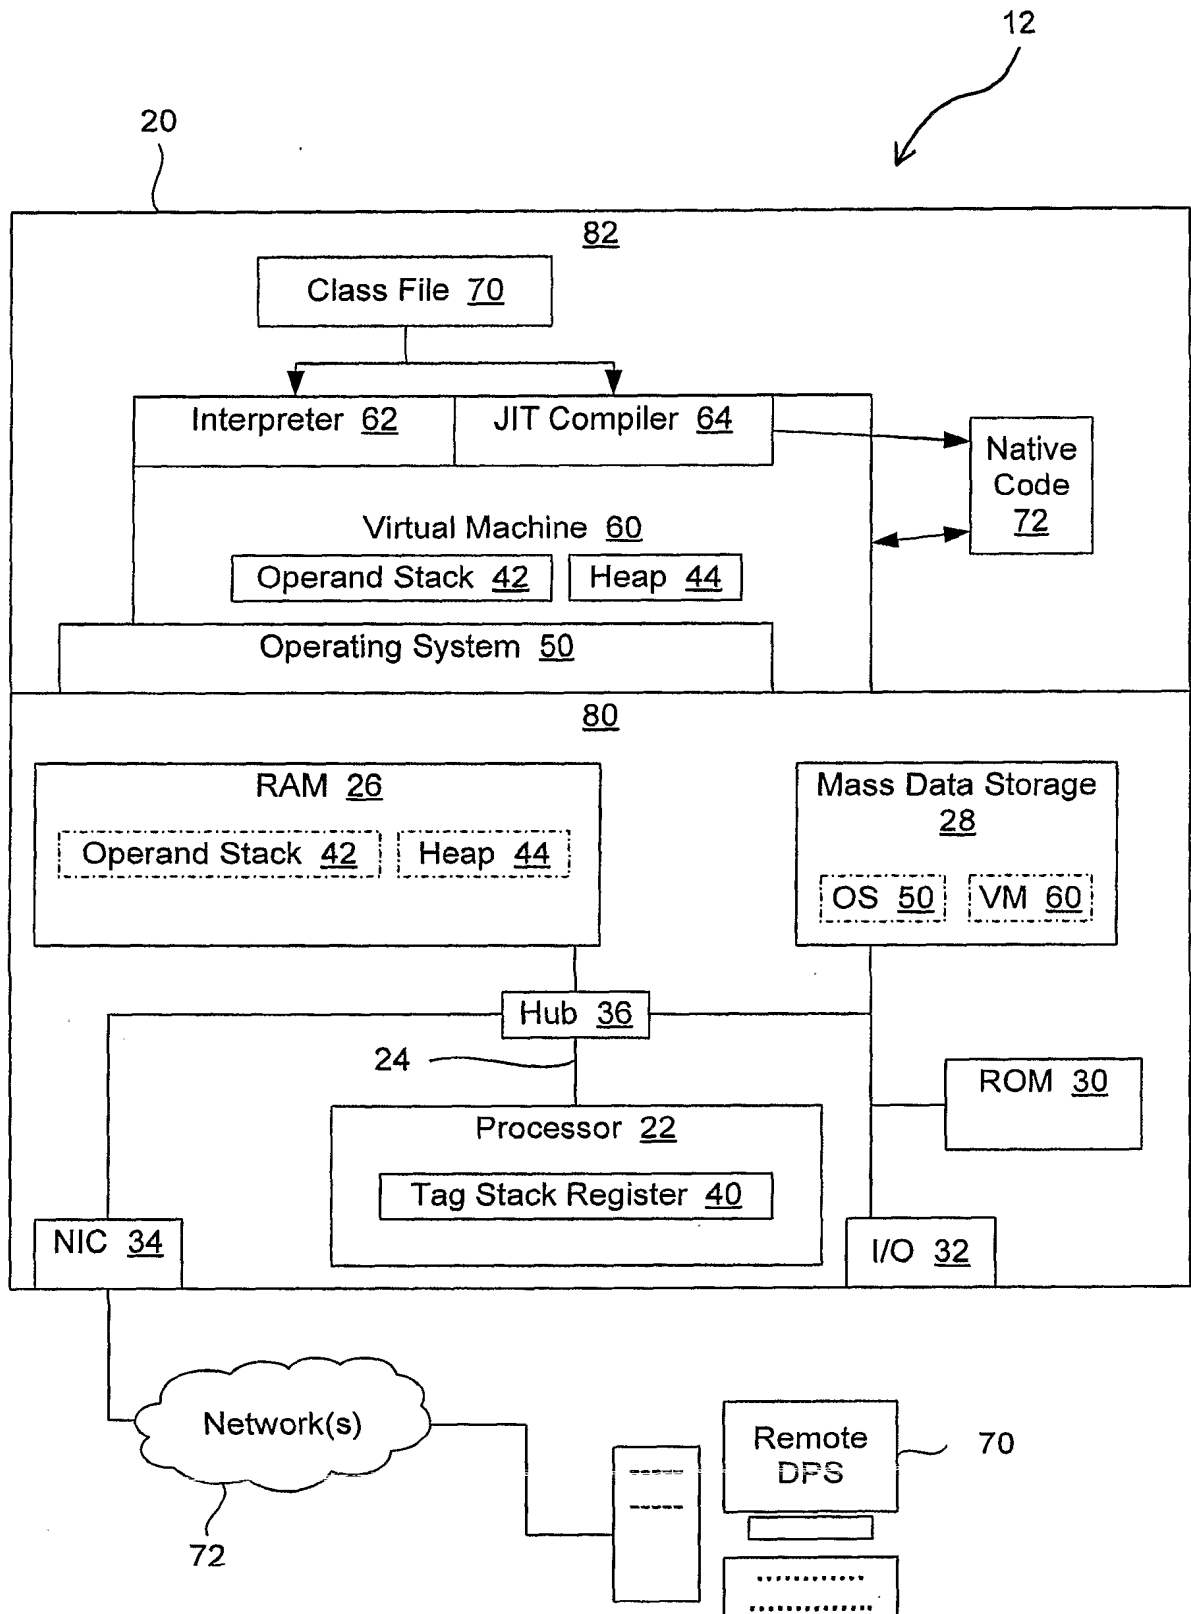 12
20
82
Class File 70
Interpreter 62
JIT Compiler 64
Native
Code
72
Virtual Machine 60
Operand Stack 42
Heap 44
Operating System 50
80
RAM 26
Operand Stack 42
Heap 44
Mass Data Storage
28
OS 50
VM 60
Hub 36
24
ROM 30
Processor 22
Tag Stack Register 40
NIC 34
I/O 32
Network(s)
72
Remote
DPS
70